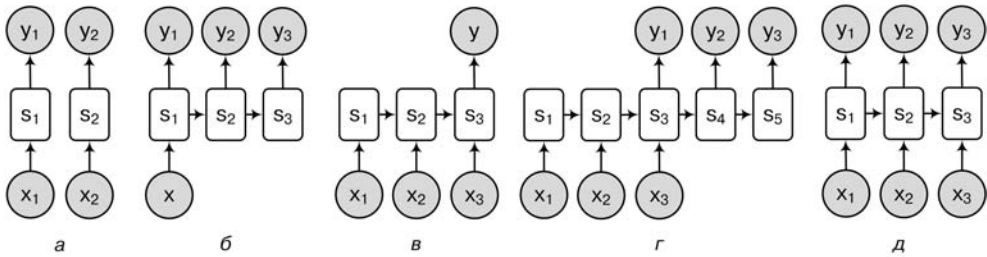 y₁ y₂ y₁ y₂ y₃ y y₁ y₂ y₃ y₁ y₂ y₃
s₁ s₂ s₁ s₂ s₃ s₁ s₂ s₃ s₁ s₂ s₃ s₄ s₅ s₁ s₂ s₃
x₁ x₂ x x₁ x₂ x₃ x₁ x₂ x₃ x₁ x₂ x₃
а б в г д